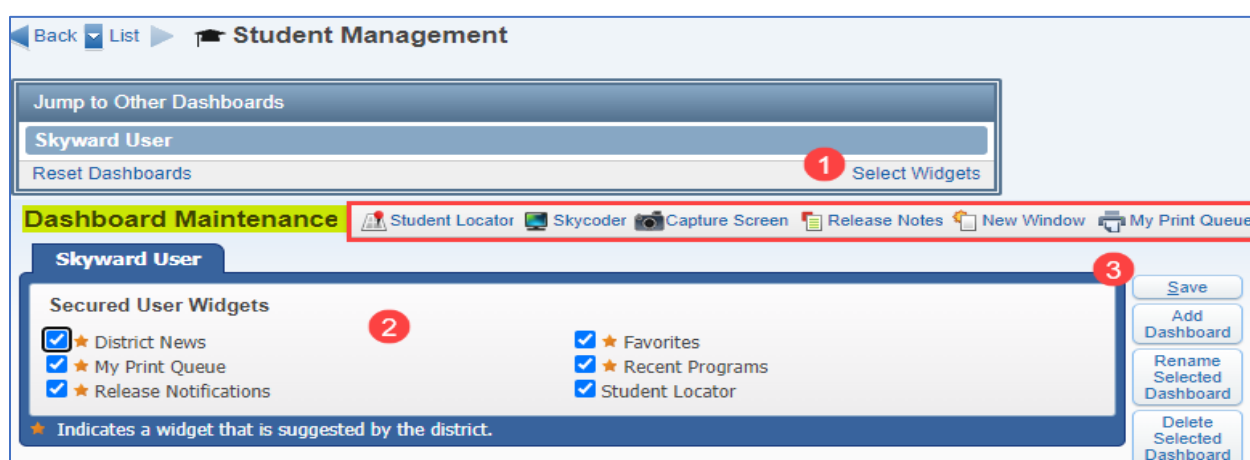 Back List Student Management
Jump to Other Dashboards
Skyward User
Reset Dashboards 1 Select Widgets
Dashboard Maintenance Student Locator Skycoder Capture Screen Release Notes New Window My Print Queue
Skyward User
3
Secured User Widgets
2
District News Favorites
My Print Queue Recent Programs
Release Notifications Student Locator
Indicates a widget that is suggested by the district.
Save
Add
Dashboard
Rename
Selected
Dashboard
Delete
Selected
Dashboard